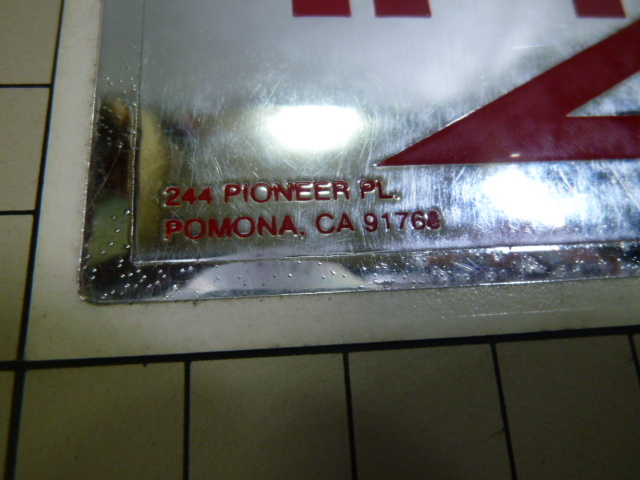 244 PIONEER PL.
POMONA, CA 91768